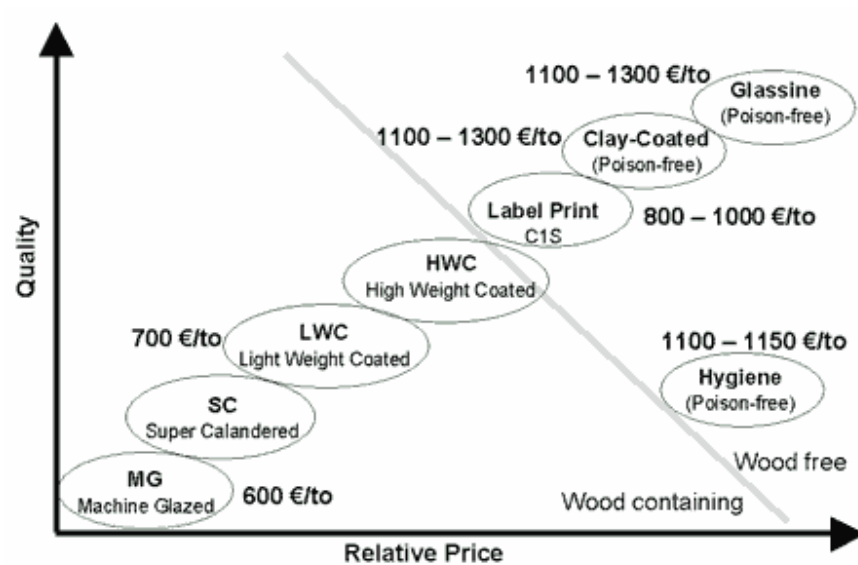 1100 – 1300 €/to
Glassine
(Poison-free)
1100 – 1300 €/to
Clay-Coated
(Poison-free)
Label Print
C1S
800 – 1000 €/to
HWC
High Weight Coated
700 €/to
LWC
Light Weight Coated
1100 – 1150 €/to
Hygiene
(Poison-free)
SC
Super Calandered
Wood free
MG
Machine Glazed
600 €/to
Wood containing
Quality
Relative Price